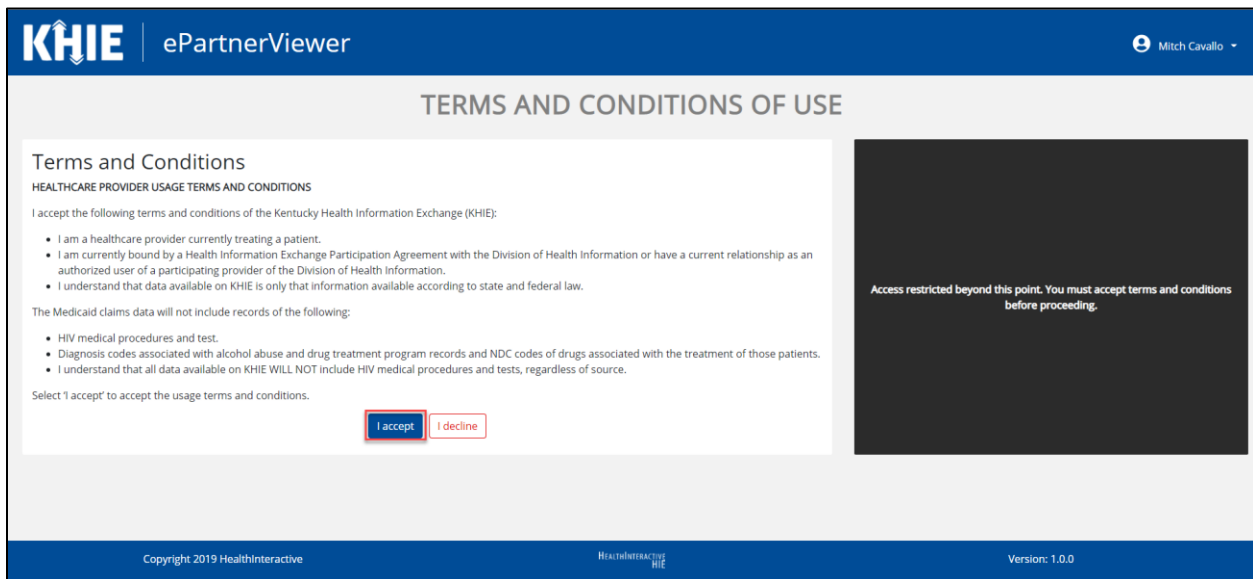 KHIE ePartnerViewer
Mitch Cavallo
TERMS AND CONDITIONS OF USE
Terms and Conditions
HEALTHCARE PROVIDER USAGE TERMS AND CONDITIONS
I accept the following terms and conditions of the Kentucky Health Information Exchange (KHIE):
• I am a healthcare provider currently treating a patient.
• I am currently bound by a Health Information Exchange Participation Agreement with the Division of Health Information or have a current relationship as an
authorized user of a participating provider of the Division of Health Information.
• I understand that data available on KHIE is only that information available according to state and federal law.
The Medicaid claims data will not include records of the following:
• HIV medical procedures and test.
• Diagnosis codes associated with alcohol abuse and drug treatment program records and NDC codes of drugs associated with the treatment of those patients.
• I understand that all data available on KHIE WILL NOT include HIV medical procedures and tests, regardless of source.
Select 'I accept' to accept the usage terms and conditions.
I accept I decline
Access restricted beyond this point. You must accept terms and conditions
before proceeding.
Copyright 2019 HealthInteractive
HEALTHINTERACTIVE
HIE
Version: 1.0.0